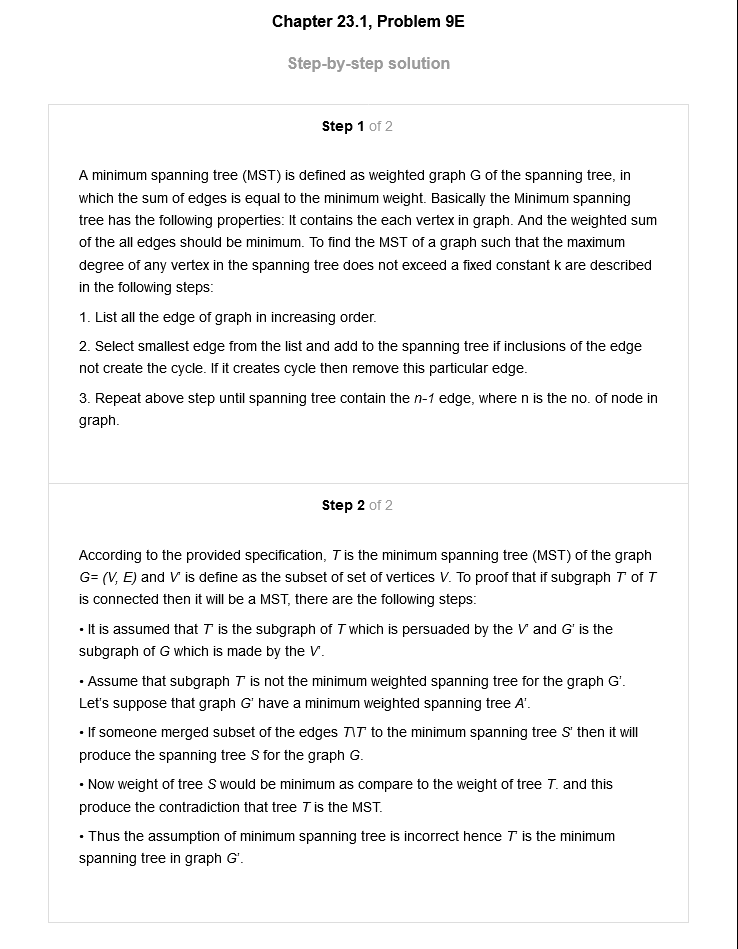 Chapter 23.1, Problem 9E
Step-by-step solution
Step 1 of 2
A minimum spanning tree (MST) is defined as weighted graph G of the spanning tree, in
which the sum of edges is equal to the minimum weight. Basically the Minimum spanning
tree has the following properties: It contains the each vertex in graph. And the weighted sum
of the all edges should be minimum. To find the MST of a graph such that the maximum
degree of any vertex in the spanning tree does not exceed a fixed constant k are described
in the following steps:
1. List all the edge of graph in increasing order.
2. Select smallest edge from the list and add to the spanning tree if inclusions of the edge
not create the cycle. If it creates cycle then remove this particular edge.
3. Repeat above step until spanning tree contain the n-1 edge, where n is the no. of node in
graph.
Step 2 of 2
According to the provided specification, T is the minimum spanning tree (MST) of the graph
G= (V, E) and V' is define as the subset of set of vertices V. To proof that if subgraph T' of T
is connected then it will be a MST, there are the following steps:
• It is assumed that T' is the subgraph of T which is persuaded by the V' and G' is the
subgraph of G which is made by the V'.
• Assume that subgraph T' is not the minimum weighted spanning tree for the graph G'.
Let's suppose that graph G' have a minimum weighted spanning tree A'.
• If someone merged subset of the edges T\T' to the minimum spanning tree S' then it will
produce the spanning tree S for the graph G.
• Now weight of tree S would be minimum as compare to the weight of tree T. and this
produce the contradiction that tree T is the MST.
• Thus the assumption of minimum spanning tree is incorrect hence T' is the minimum
spanning tree in graph G'.